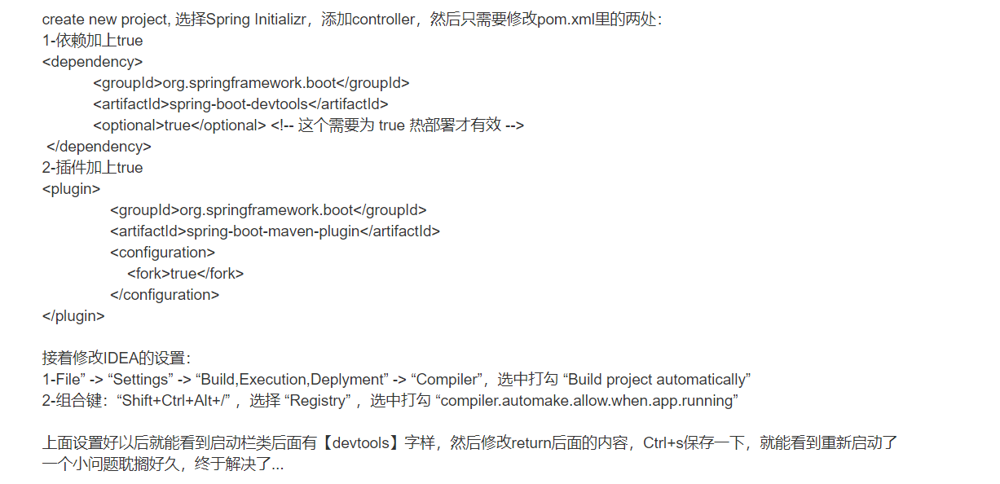 create new project, 选择Spring Initializr，添加controller，然后只需要修改pom.xml里的两处：
1-依赖加上true
<dependency>
<groupId>org.springframework.boot</groupId>
<artifactId>spring-boot-devtools</artifactId>
<optional>true</optional> <!-- 这个需要为 true 热部署才有效 -->
</dependency>
2-插件加上true
<plugin>
<groupId>org.springframework.boot</groupId>
<artifactId>spring-boot-maven-plugin</artifactId>
<configuration>
<fork>true</fork>
</configuration>
</plugin>
接着修改IDEA的设置：
1-File” -> “Settings” -> “Build,Execution,Deplyment” -> “Compiler”，选中打勾 “Build project automatically”
2-组合键：“Shift+Ctrl+Alt+/” ，选择 “Registry” ，选中打勾 “compiler.automake.allow.when.app.running”
上面设置好以后就能看到启动栏类后面有【devtools】字样，然后修改return后面的内容，Ctrl+s保存一下，就能看到重新启动了
一个小问题耽搁好久，终于解决了...